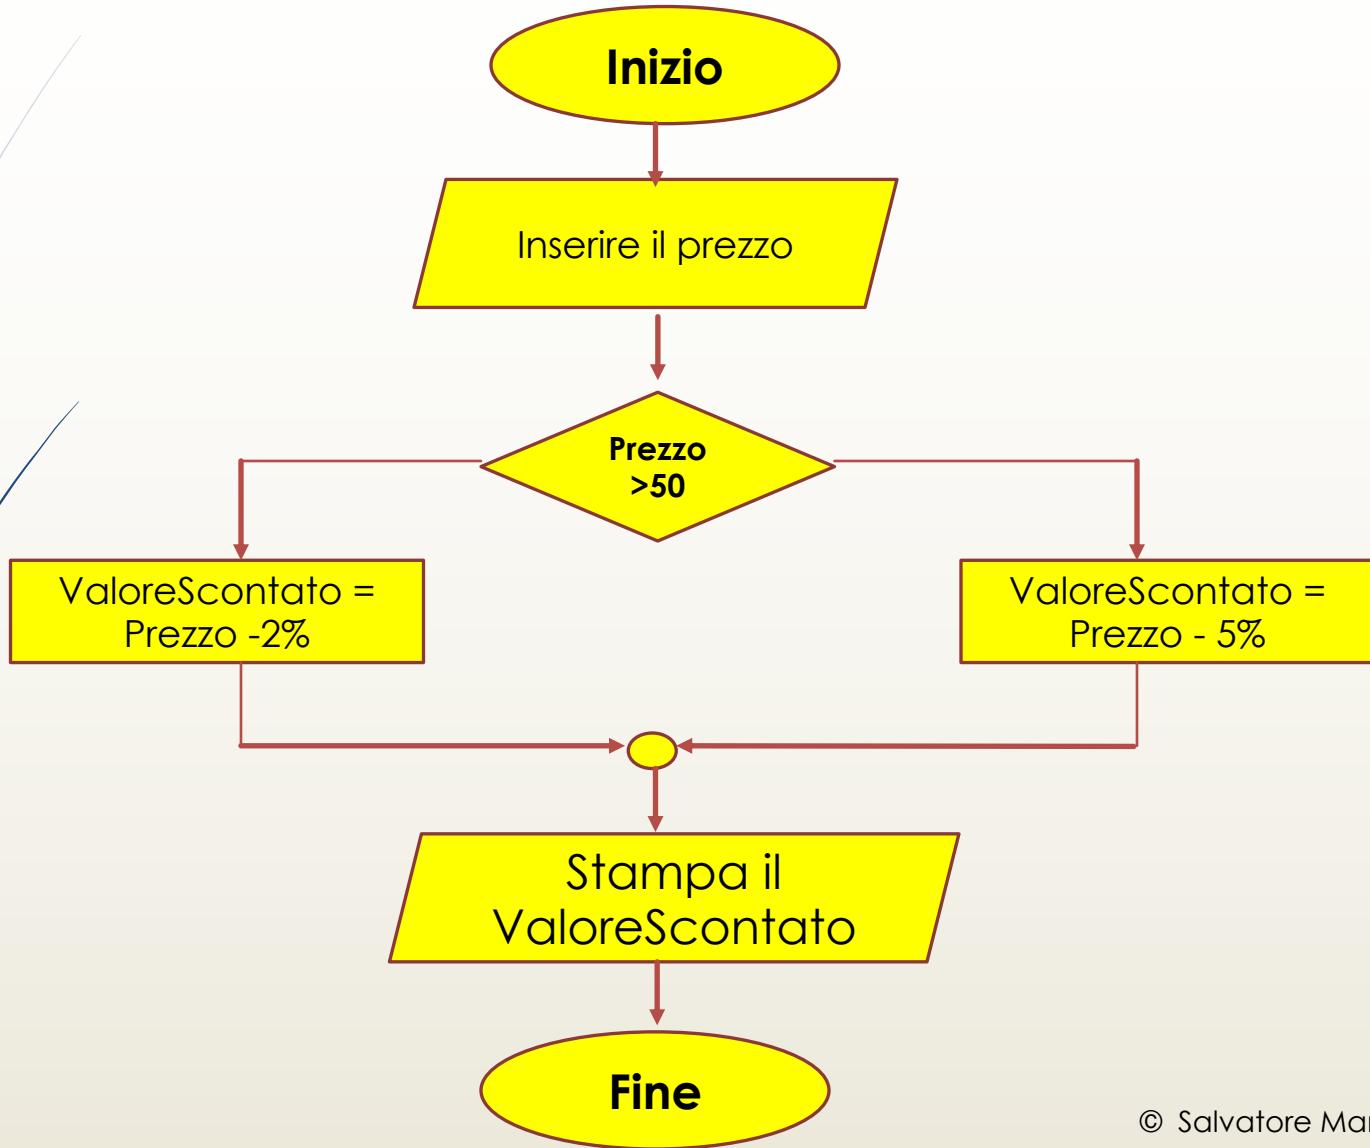 Inizio
Inserire il prezzo
Prezzo
>50
ValoreScontato =
Prezzo -2%
ValoreScontato =
Prezzo - 5%
Stampa il
ValoreScontato
Fine
© Salvatore